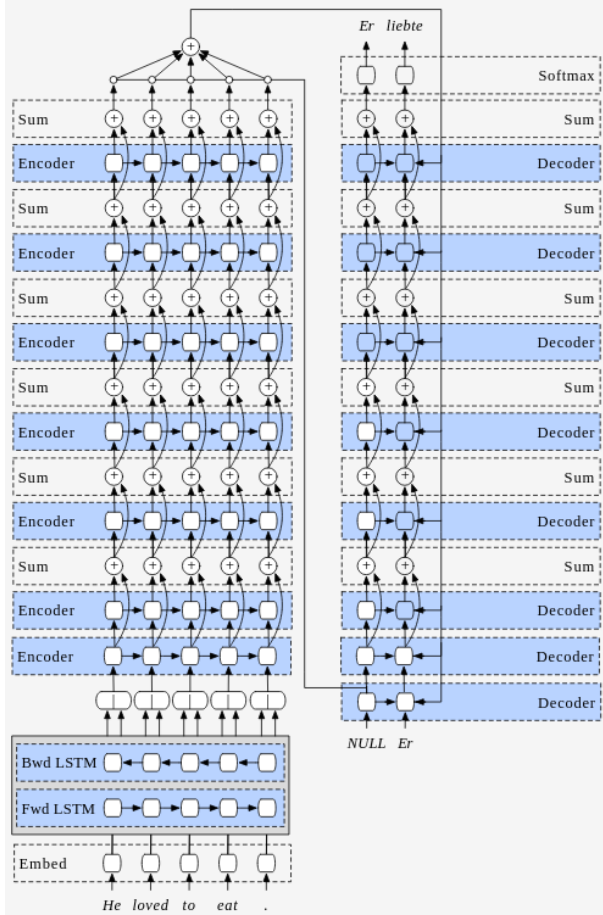 Er liebte
Softmax
Sum
Sum
Encoder
Decoder
Sum
Sum
Encoder
Decoder
Sum
Sum
Encoder
Decoder
Sum
Sum
Encoder
Decoder
Sum
Sum
Encoder
Decoder
Sum
Sum
Encoder
Decoder
Encoder
Decoder
Decoder
NULL Er
Bwd LSTM
Fwd LSTM
Embed
He loved to eat .